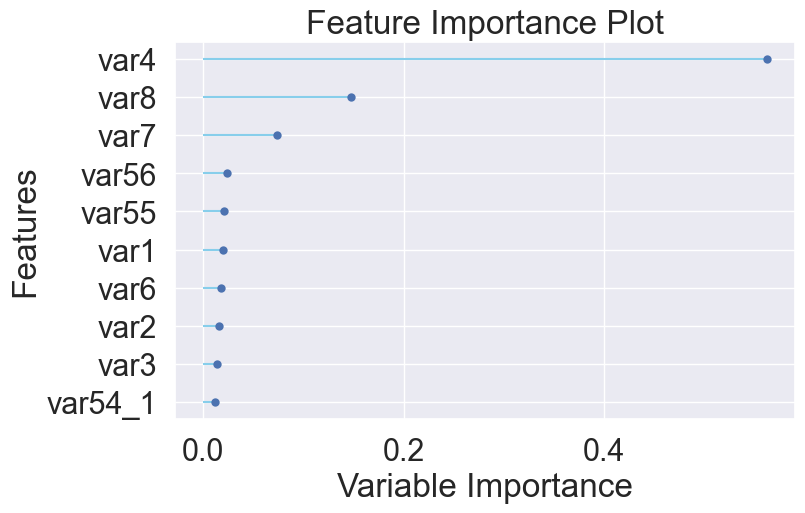 Feature Importance Plot
var4
var8
var7
var56
var55
var1
var6
var2
var3
var54_1
Features
0.0 0.2 0.4
Variable Importance